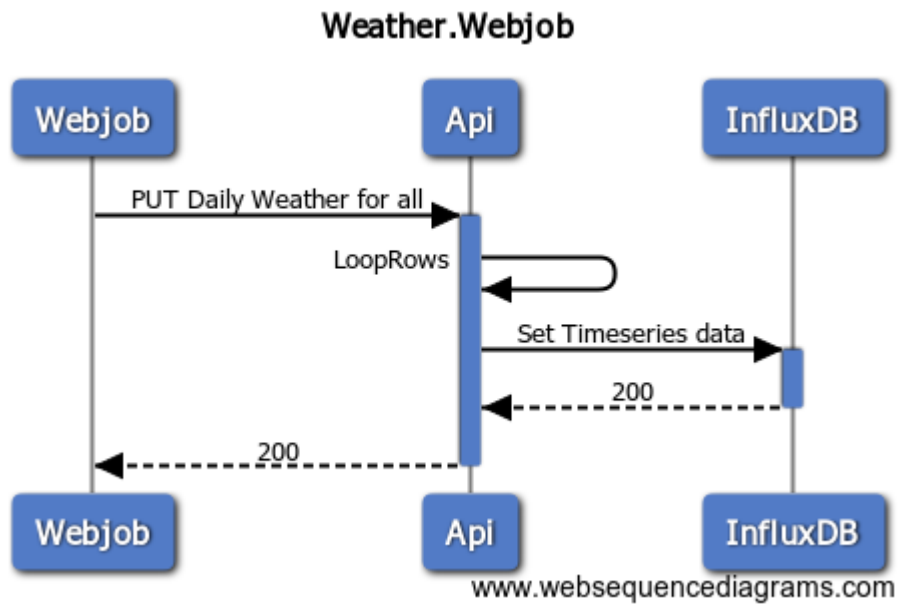 Weather.Webjob
Webjob
Api
InfluxDB
PUT Daily Weather for all
LoopRows
Set Timeseries data
200
200
Webjob
Api
InfluxDB
www.websequencediagrams.com